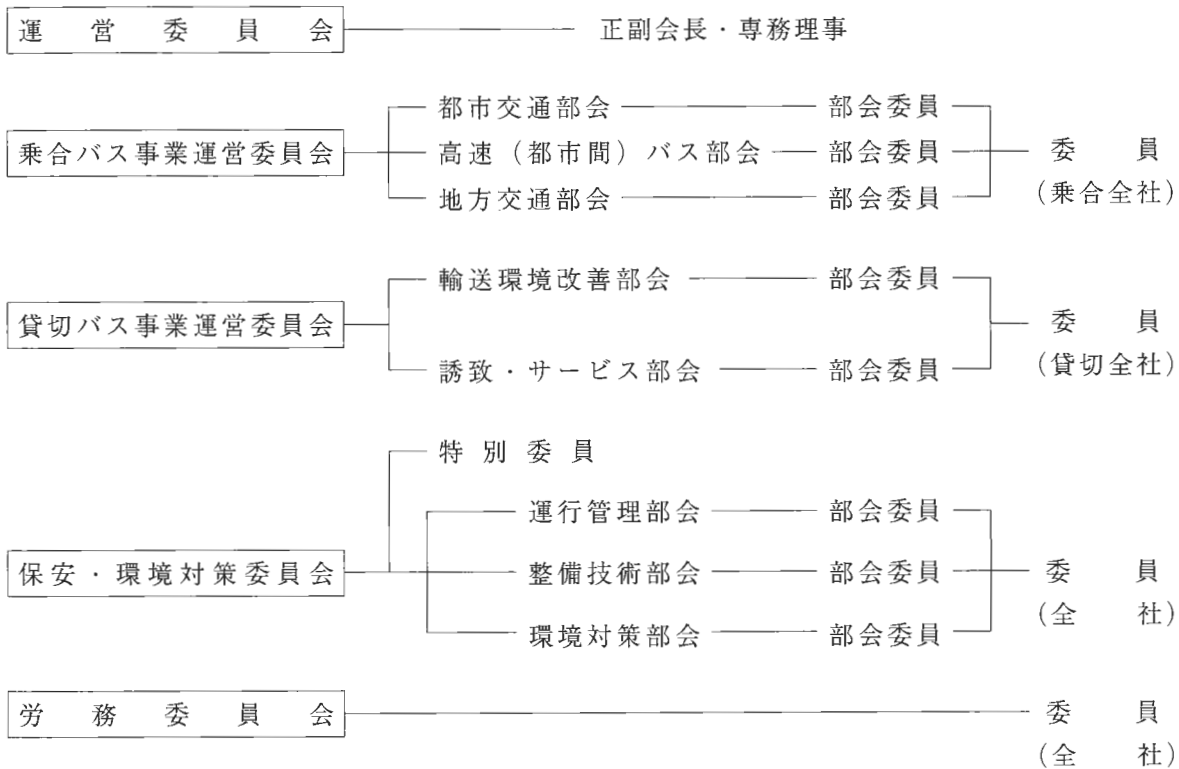 運営委員会 正副会長・専務理事
都市交通部会 部会委員
乗合バス事業運営委員会 高速（都市間）バス部会 部会委員 委員
地方交通部会 部会委員 （乗合全社）
輸送環境改善部会 部会委員
貸切バス事業運営委員会 委員
誘致・サービス部会 部会委員 （貸切全社）
特別委員
運行管理部会 部会委員
保安・環境対策委員会 整備技術部会 部会委員 委員
（全社）
環境対策部会 部会委員
労務委員会 委員
（全社）